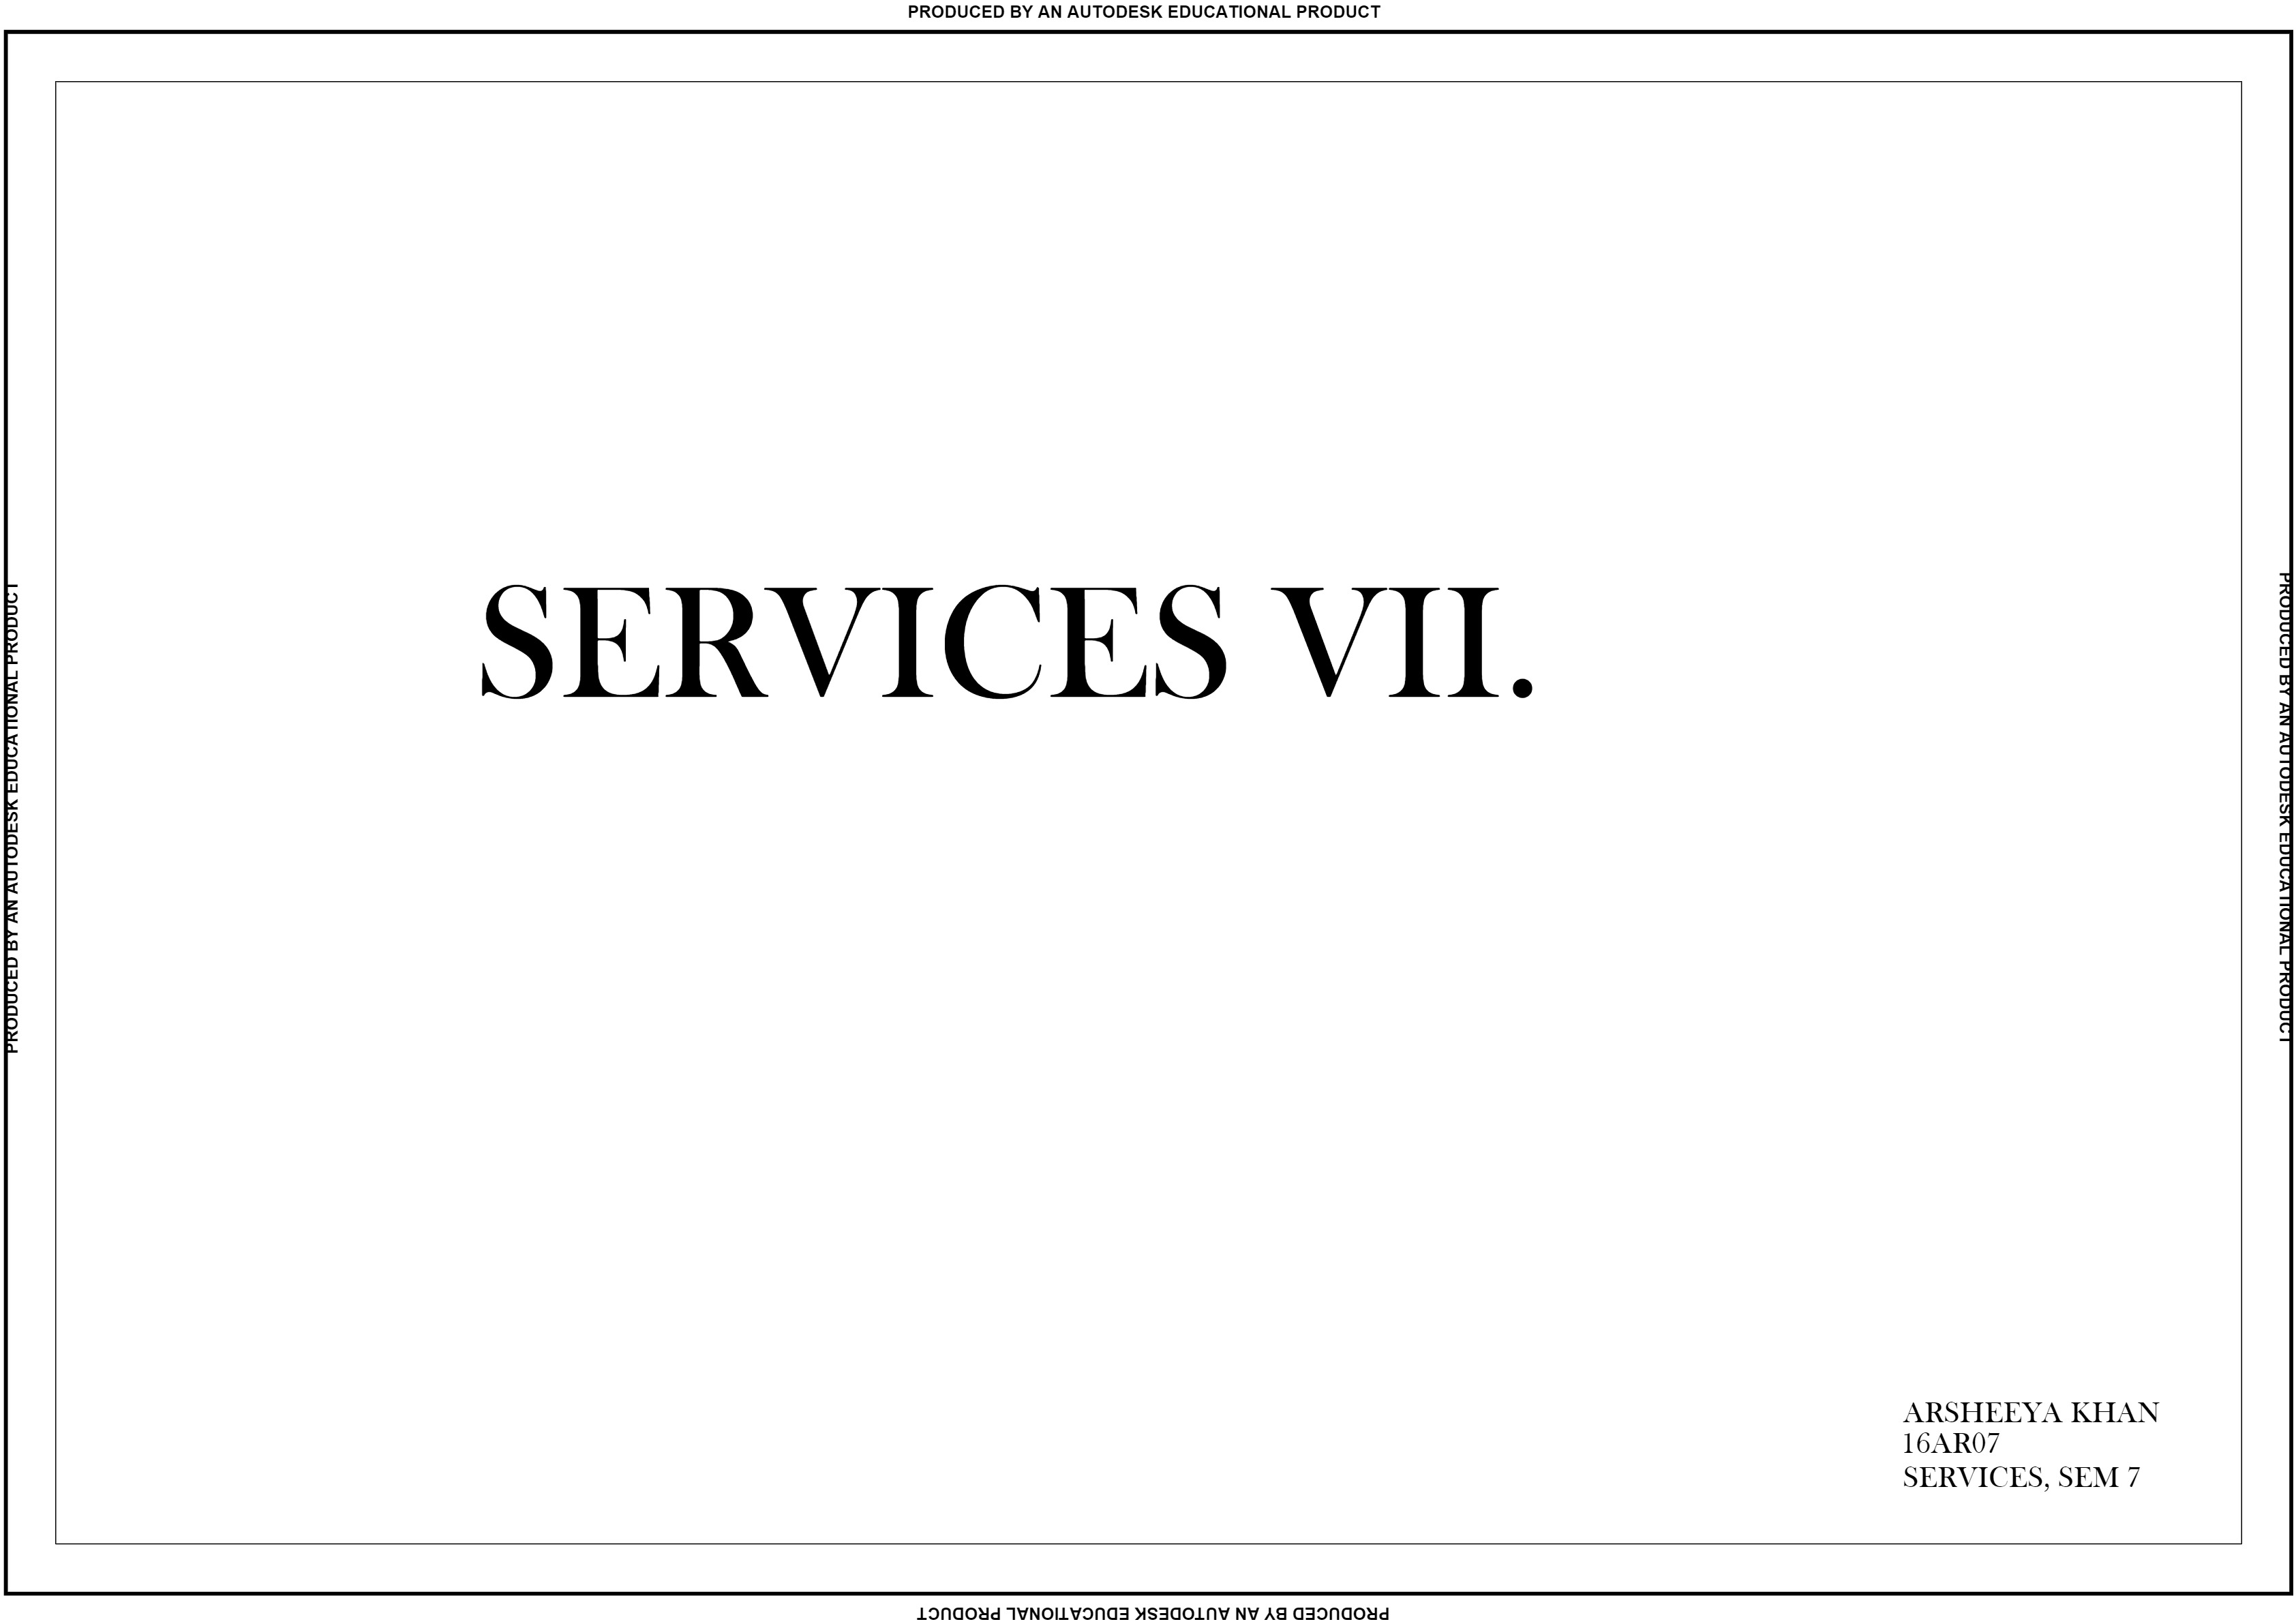 PRODUCED BY AN AUTODESK EDUCATIONAL PRODUCT
PRODUCED BY AN AUTODESK EDUCATIONAL PRODUCT
PRODUCED BY AN AUTODESK EDUCATIONAL PRODUCT
SERVICES VII.
ARSHEEYA KHAN
16AR07
SERVICES, SEM 7
PRODUCED BY AN AUTODESK EDUCATIONAL PRODUCT